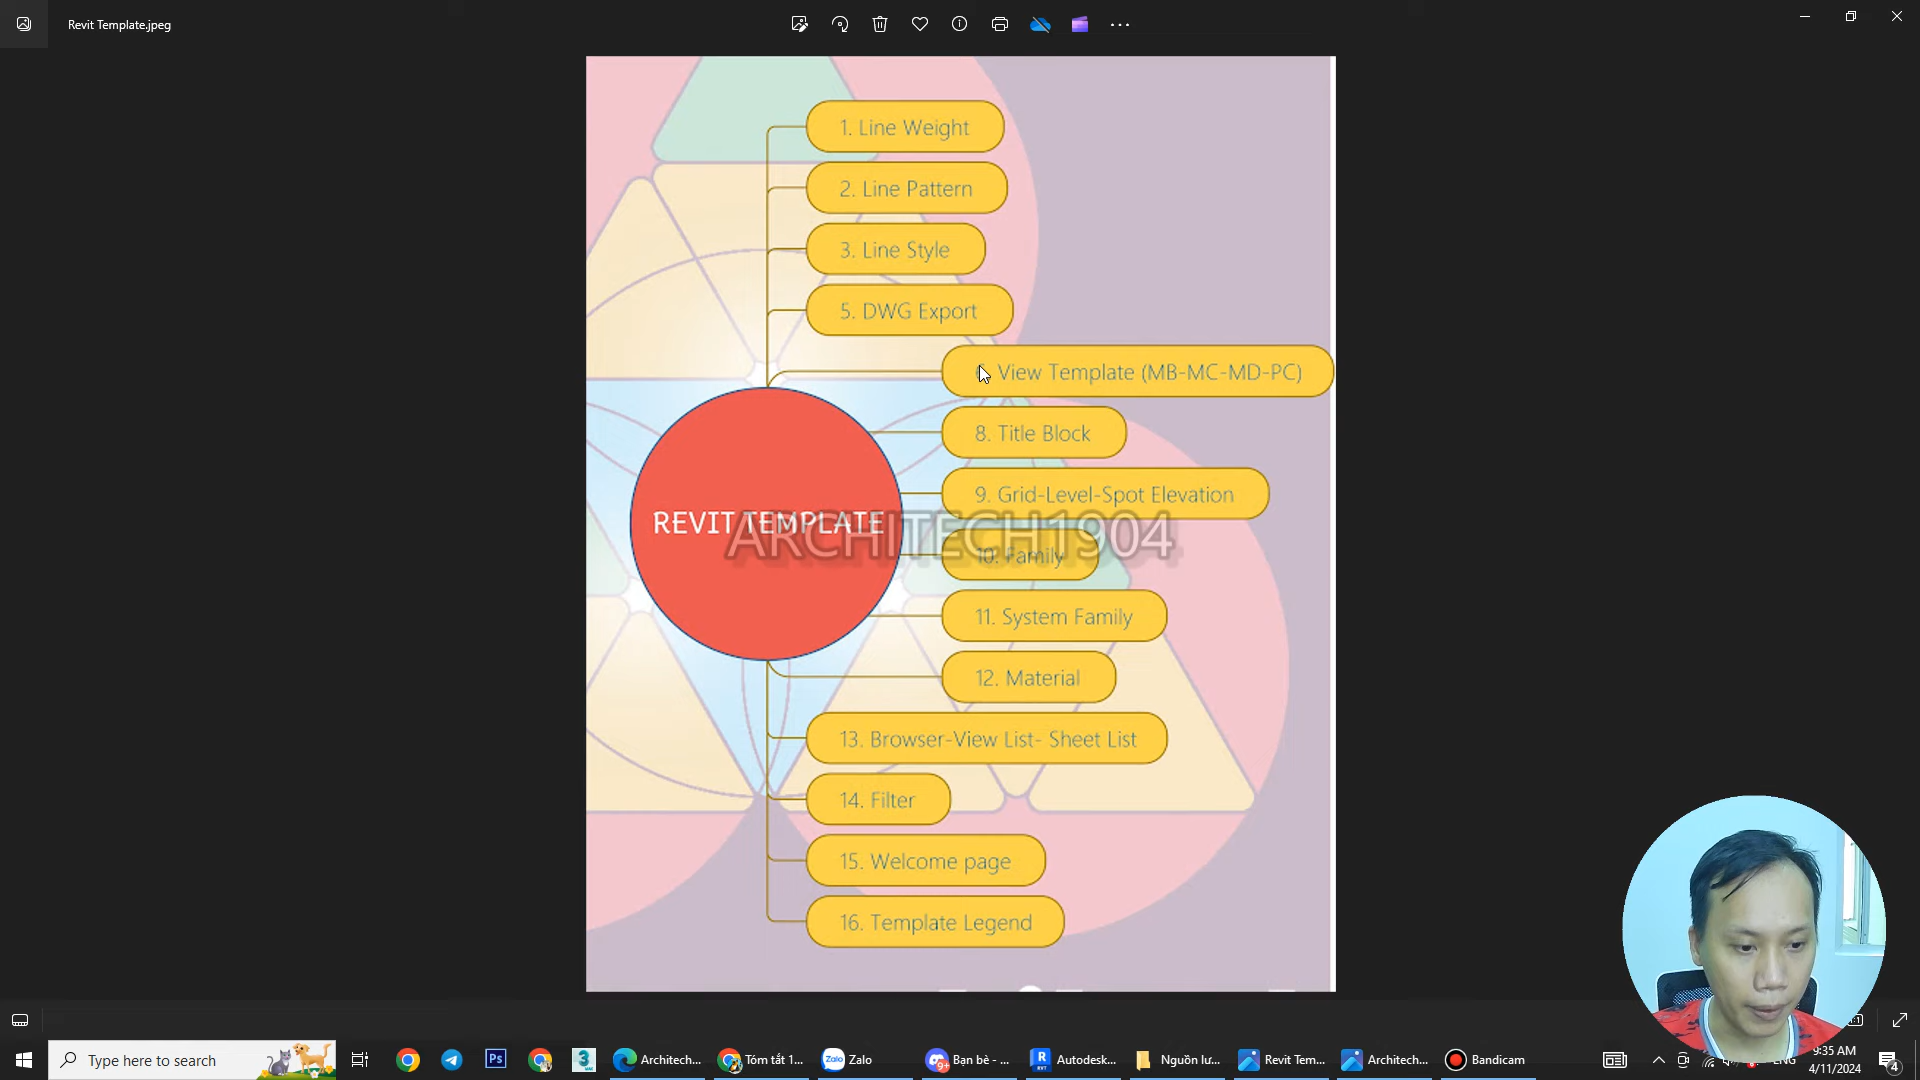 Revit Template.jpeg
1. Line Weight
2. Line Pattern
3. Line Style
5. DWG Export
6. View Template (MB-MC-MD-PC)
8. Title Block
9. Grid-Level-Spot Elevation
REVIT TEMPLATE
ARCHITECH1904
10. Family
11. System Family
12. Material
13. Browser-View List- Sheet List
14. Filter
15. Welcome page
16. Template Legend
Type here to search
Ps
Architech...
Tóm tắt 1...
Zalo
Bạn bè - ...
Autodesk...
Nguồn lư...
Revit Tem...
Architech...
Bandicam
9:35 AM
4/11/2024
4